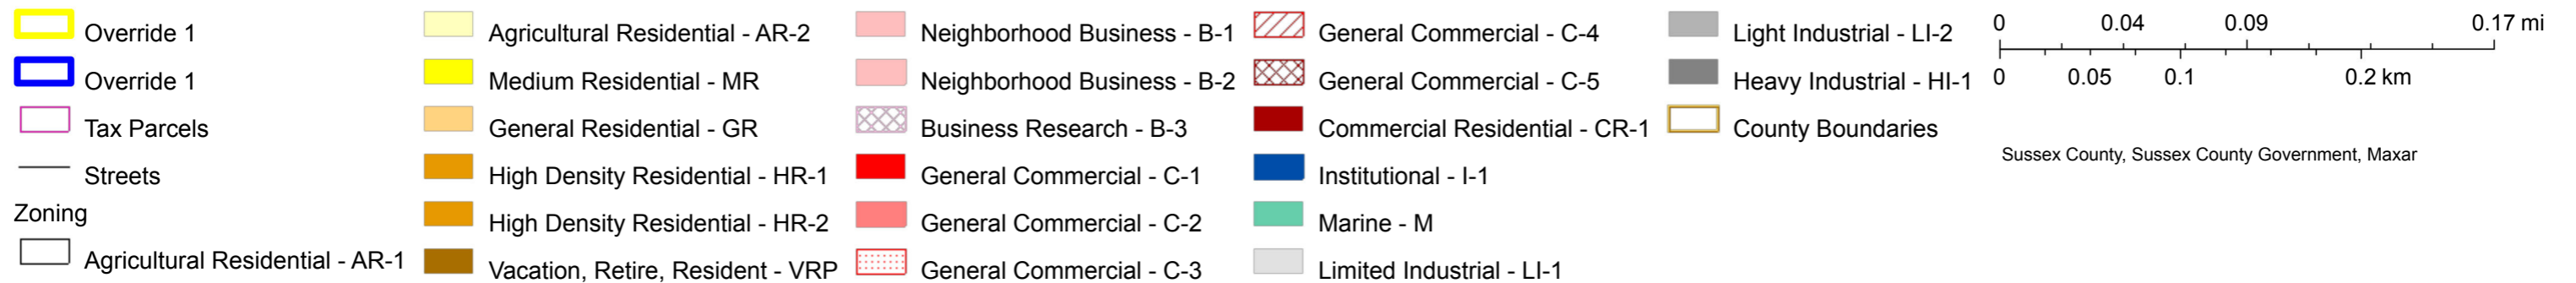 Override 1
Override 1
Tax Parcels
Streets
Zoning
Agricultural Residential - AR-1
Agricultural Residential - AR-2
Medium Residential - MR
General Residential - GR
High Density Residential - HR-1
High Density Residential - HR-2
Vacation, Retire, Resident - VRP
Neighborhood Business - B-1
Neighborhood Business - B-2
Business Research - B-3
General Commercial - C-1
General Commercial - C-2
General Commercial - C-3
General Commercial - C-4
General Commercial - C-5
Commercial Residential - CR-1
Institutional - I-1
Marine - M
Limited Industrial - LI-1
Light Industrial - LI-2
Heavy Industrial - HI-1
County Boundaries
0 0.04 0.09 0.17 mi
0 0.05 0.1 0.2 km
Sussex County, Sussex County Government, Maxar